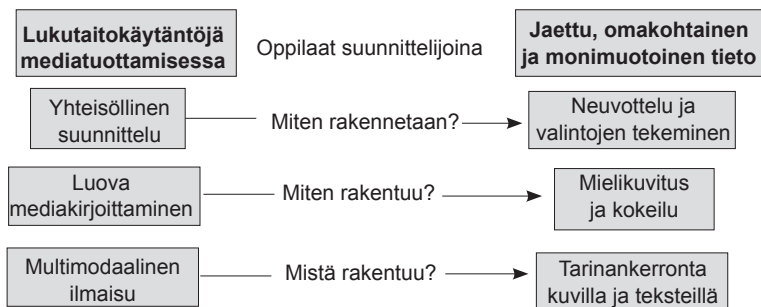 Lukutaitokäytäntöjä
mediatuottamisessa
Oppilaat suunnittelijoina
Jaettu, omakohtainen
ja monimuotoinen tieto
Yhteisöllinen
suunnittelu
Miten rakennetaan?
Neuvottelu ja
valintojen tekeminen
Luova
mediakirjoittaminen
Miten rakentuu?
Mielikuvitus
ja kokeilu
Multimodaalinen
ilmaisu
Mistä rakentuu?
Tarinankerronta
kuvilla ja teksteillä